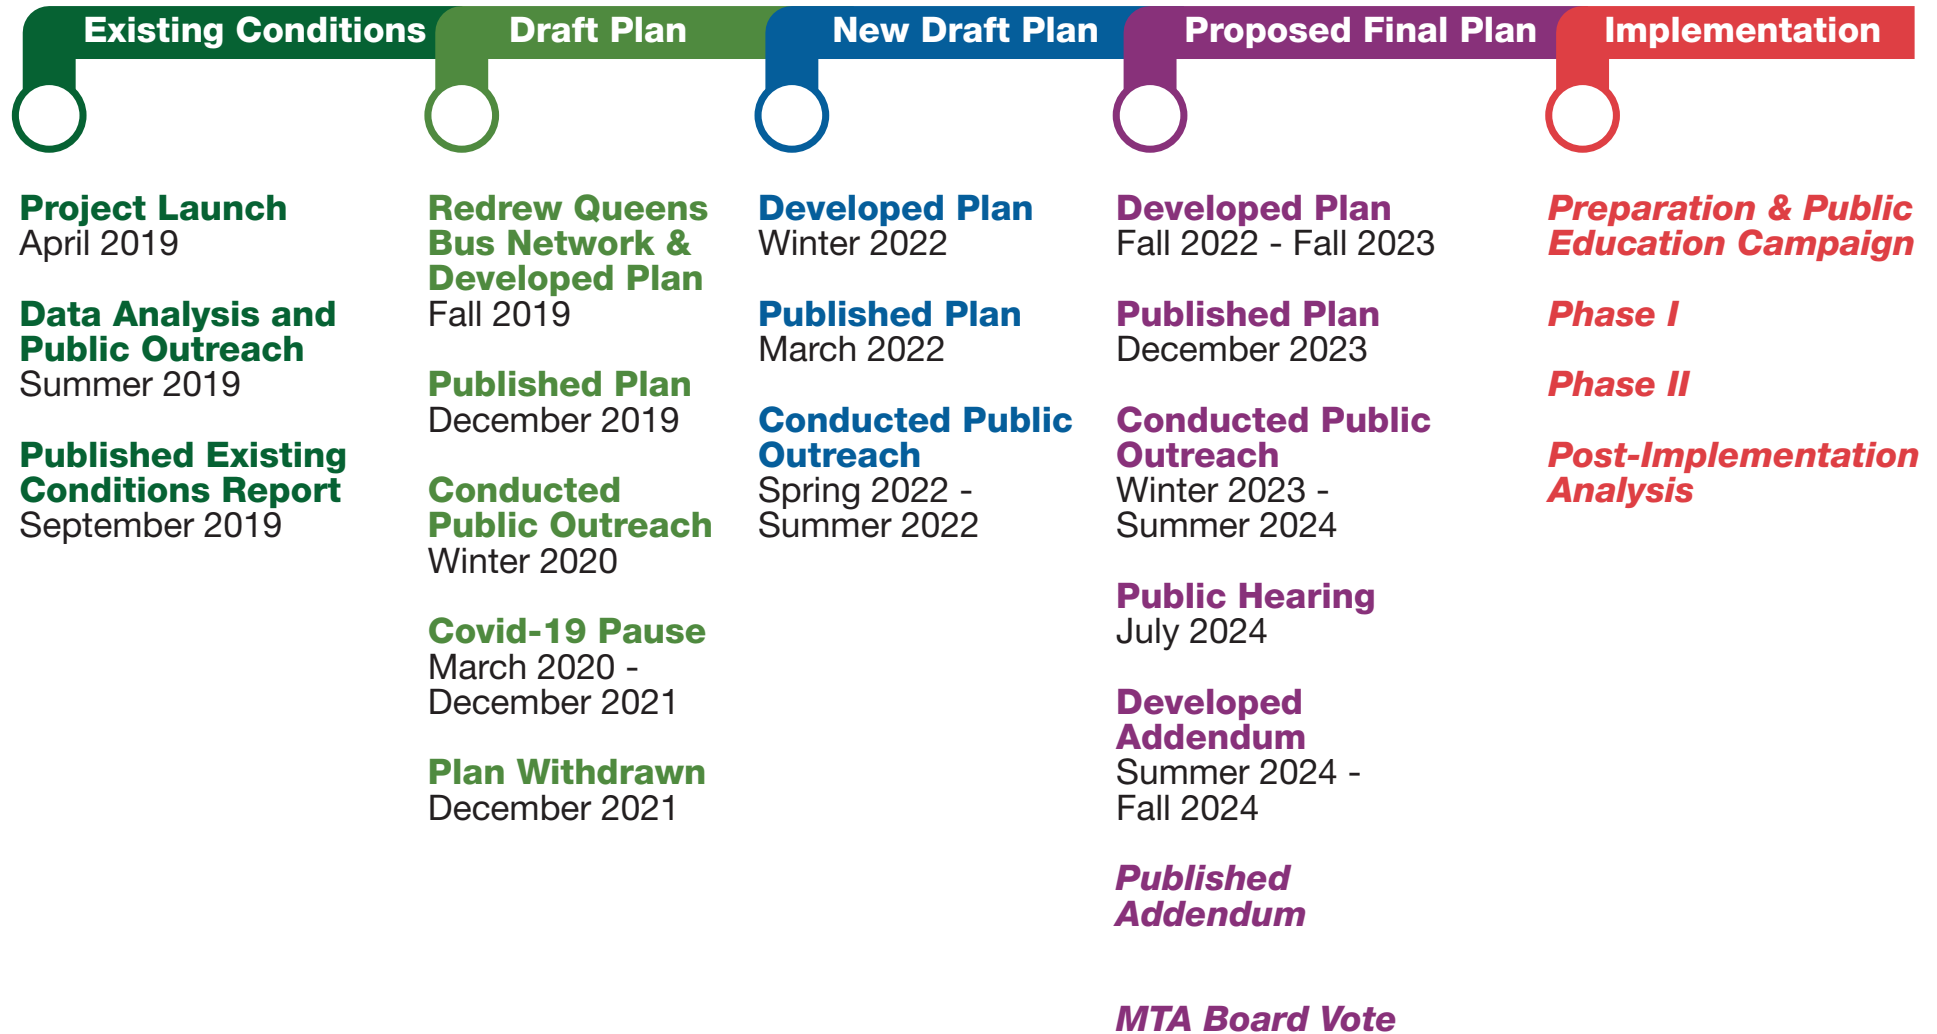 Existing Conditions
Draft Plan
New Draft Plan
Proposed Final Plan
Implementation
Project Launch
April 2019
Data Analysis and
Public Outreach
Summer 2019
Published Existing
Conditions Report
September 2019
Redrew Queens
Bus Network &
Developed Plan
Fall 2019
Published Plan
December 2019
Conducted
Public Outreach
Winter 2020
Covid-19 Pause
March 2020 -
December 2021
Plan Withdrawn
December 2021
Developed Plan
Winter 2022
Published Plan
March 2022
Conducted Public
Outreach
Spring 2022 -
Summer 2022
Developed Plan
Fall 2022 - Fall 2023
Published Plan
December 2023
Conducted Public
Outreach
Winter 2023 -
Summer 2024
Public Hearing
July 2024
Developed
Addendum
Summer 2024 -
Fall 2024
Published
Addendum
MTA Board Vote
Preparation & Public
Education Campaign
Phase I
Phase II
Post-Implementation
Analysis